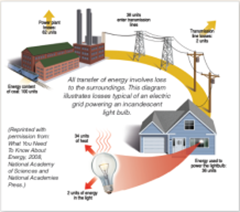 Power plant
losses
62 units
38 units
enter transmission
lines
Transmission
line losses:
2 units
Energy content
of coal: 100 units
All transfer of energy involves loss
to the surroundings. This diagram
illustrates losses typical of an electric
grid powering an incandescent
light bulb.
(Reprinted with
permission from:
What You Need
To Know About
Energy, 2008,
National Academy
of Sciences and
National Academies
Press.)
34 units
of heat
Energy used to
power the lightbulb:
36 units
2 units of energy
in the light